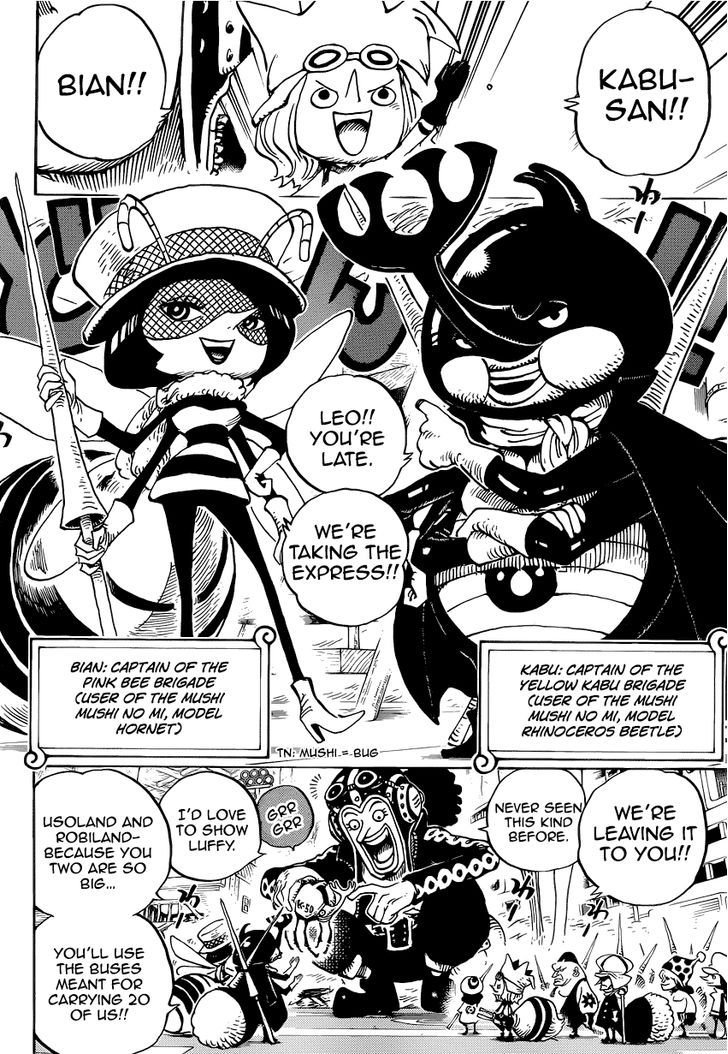 KABU-
SAN!!
BIAN!!
わー
LEO!!
YOU'RE
LATE.
WE'RE
TAKING THE
EXPRESS!!
KABU: CAPTAIN OF THE
YELLOW KABU BRIGADE
(USER OF THE MUSHI
MUSHI NO MI, MODEL
RHINOCEROS BEETLE)
BIAN: CAPTAIN OF THE
PINK BEE BRIGADE
(USER OF THE MUSHI
MUSHI NO MI, MODEL
HORNET)
TN: MUSHI = BUG
WE'RE
LEAVING IT
TO YOU!!
NEVER SEEN
THIS KIND
BEFORE.
GRR
GRR
I'D LOVE
TO SHOW
LUFFY.
K-50
USOLAND AND
ROBILAND-
BECAUSE YOU
TWO ARE SO
BIG...
YOU'LL USE
THE BUSES
MEANT FOR
CARRYING 20
OF US!!